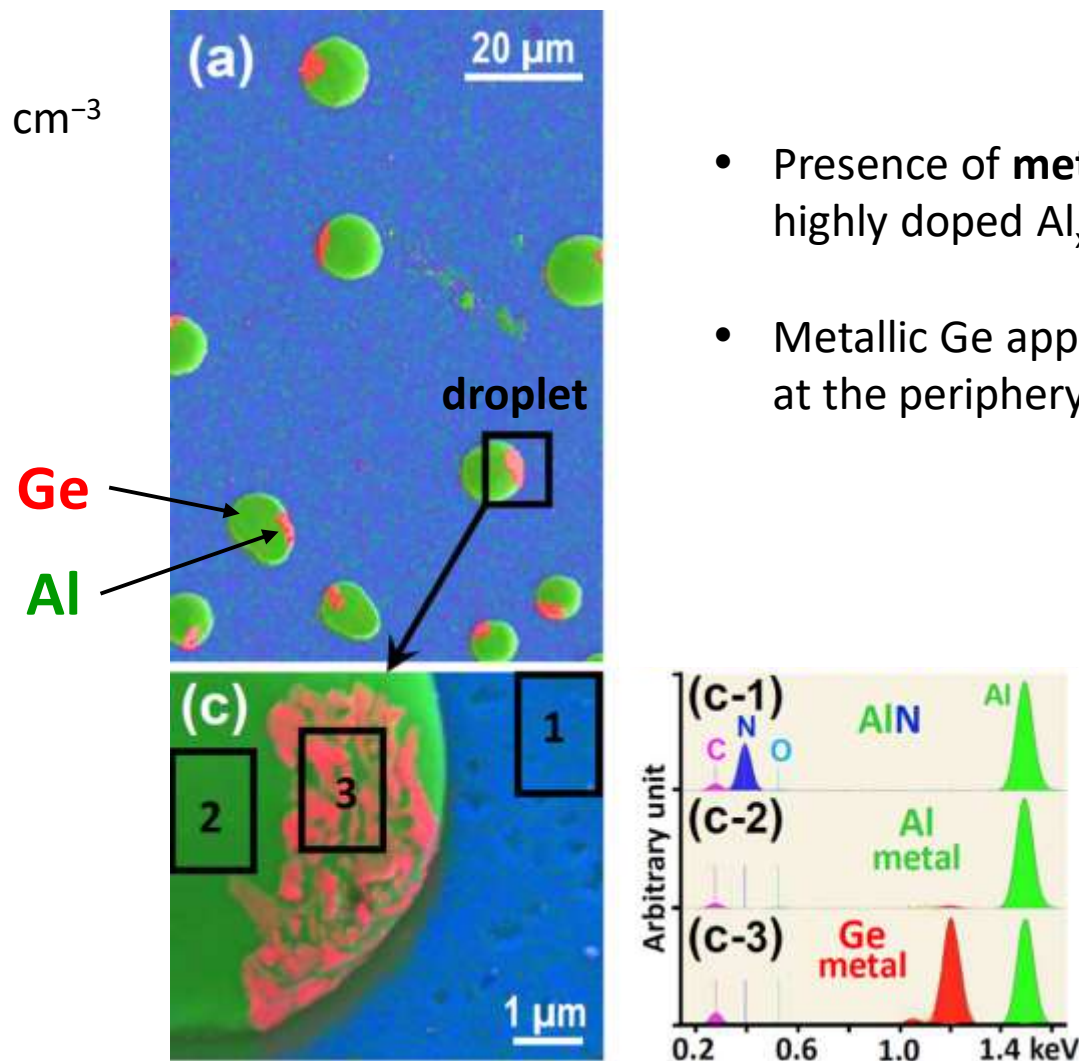 cm⁻³
(a)
20 µm
• Presence of
highly doped
• Metallic Ge
at the periphery
droplet
Ge
Al
(c)
1
2
3
1 µm
(c-1)
C
N
O
AlN
Al
(c-2)
Al
metal
(c-3)
Ge
metal
Arbitrary unit
0.2 0.6 1.0 1.4 keV